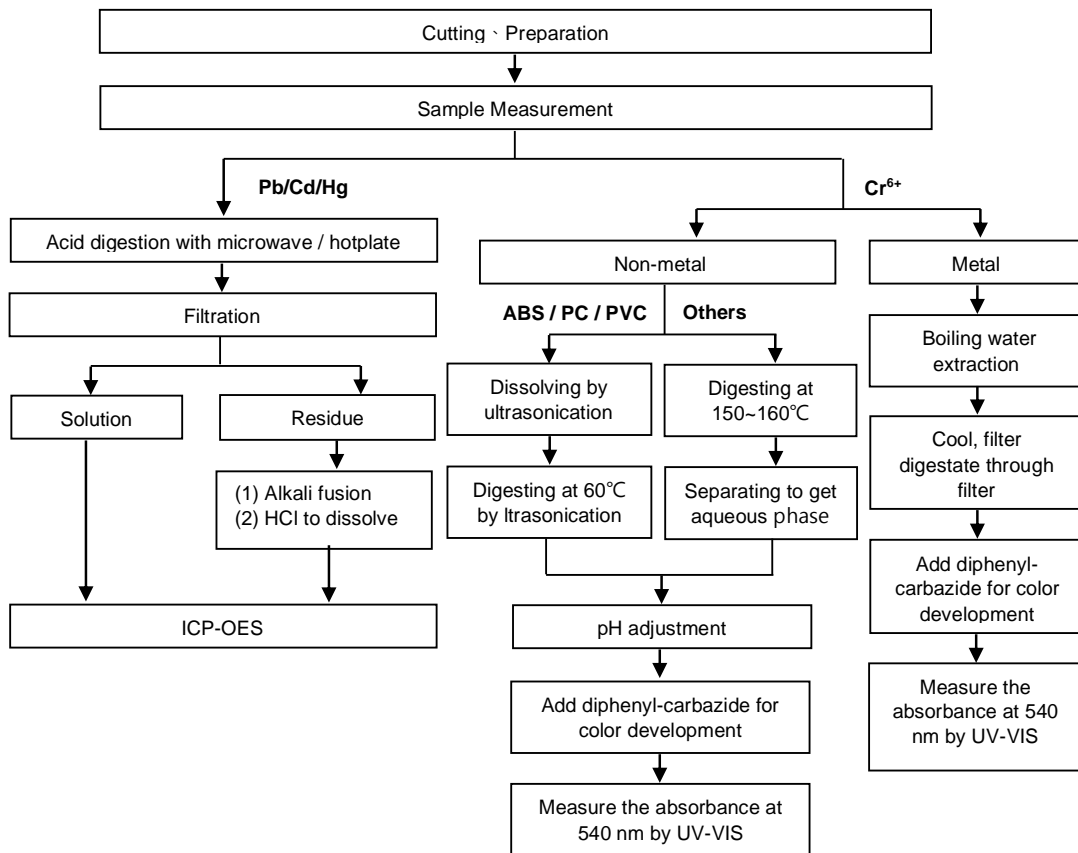 Cutting、Preparation
Sample Measurement
Pb/Cd/Hg
Cr6+
Acid digestion with microwave / hotplate
Non-metal
Metal
Filtration
ABS / PC / PVC
Others
Boiling water
extraction
Solution
Residue
Dissolving by
ultrasonication
Digesting at
150~160℃
Cool, filter
digestate through
filter
(1) Alkali fusion
(2) HCl to dissolve
Digesting at 60℃
by ltrasonication
Separating to get
aqueous phase
Add diphenyl-
carbazide for color
development
ICP-OES
pH adjustment
Measure the
absorbance at 540
nm by UV-VIS
Add diphenyl-carbazide for
color development
Measure the absorbance at
540 nm by UV-VIS